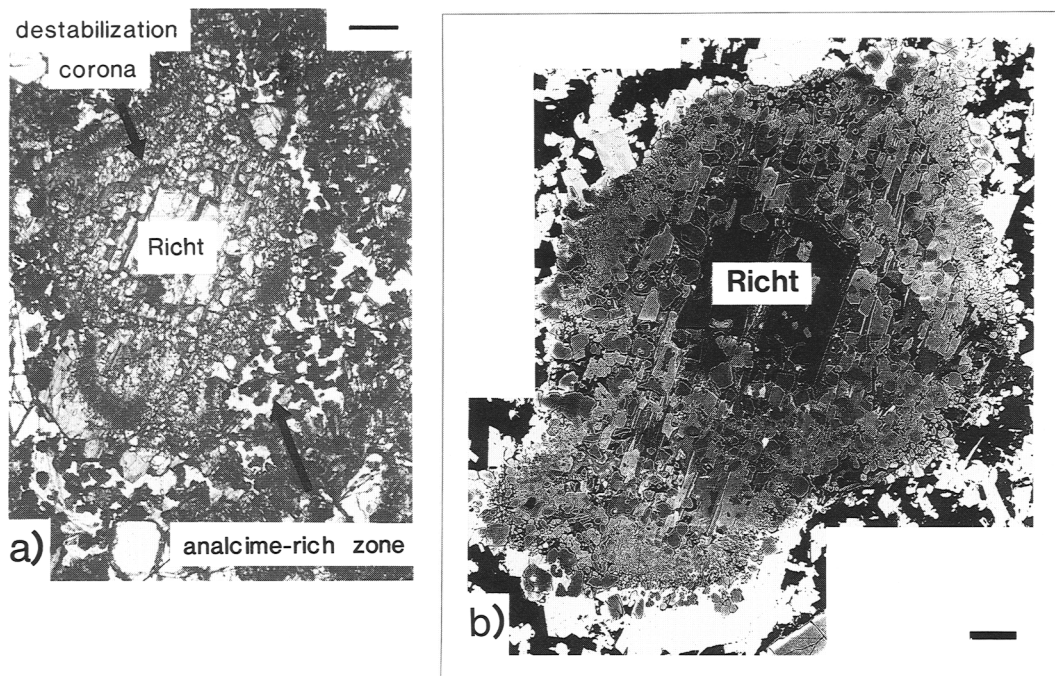 destabilization
corona
Richt
analcime-rich zone
a)
Richt
b)